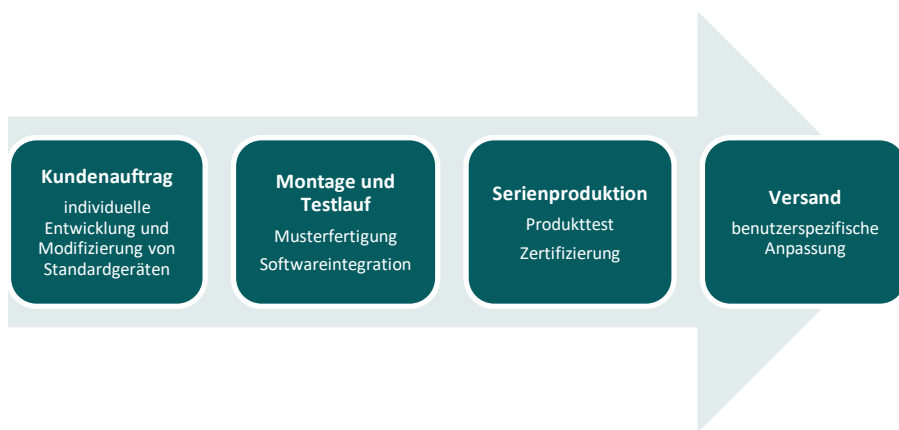 Kundenauftrag
individuelle
Entwicklung und
Modifizierung von
Standardgeräten
Montage und
Testlauf
Musterfertigung
Softwareintegration
Serienproduktion
Produkttest
Zertifizierung
Versand
benutzerspezifische
Anpassung